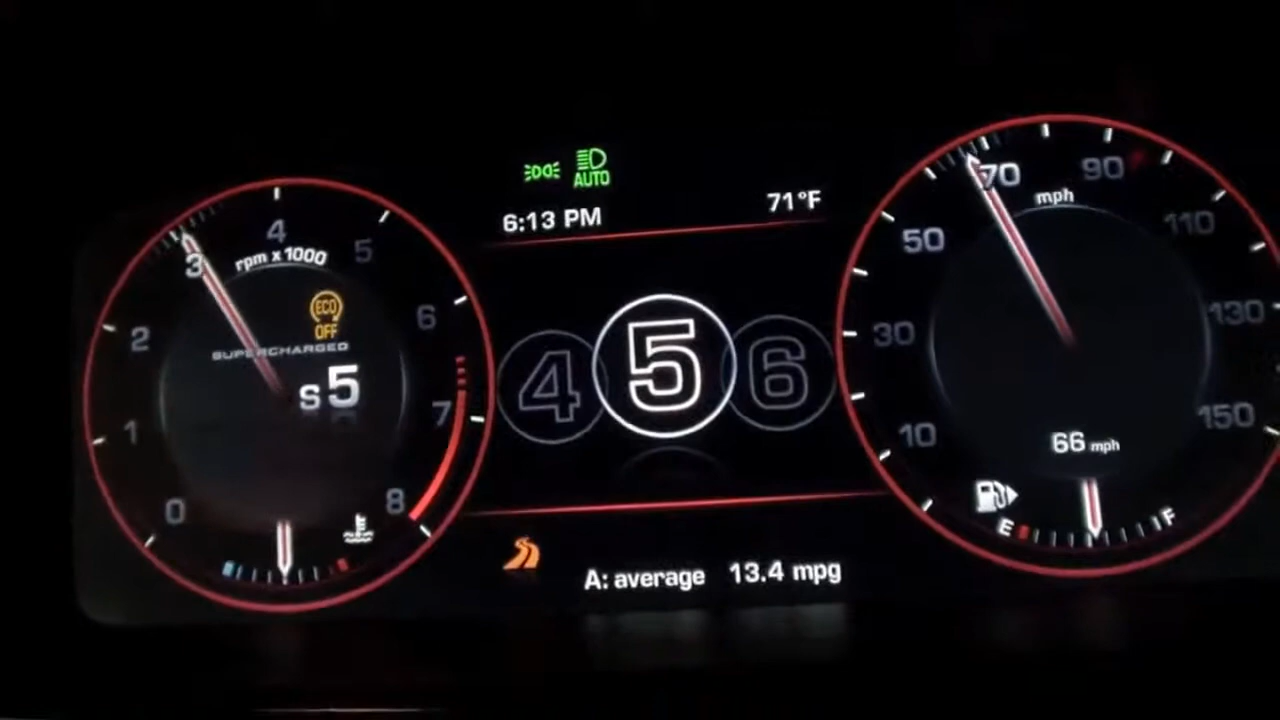 AUTO
6:13 PM
71°F
0
1
2
3
4
5
6
7
8
rpm x 1000
ECO
OFF
SUPERCHARGED
S 5
4
5
6
10
30
50
70
90
110
130
150
mph
66 mph
E
F
A: average 13.4 mpg